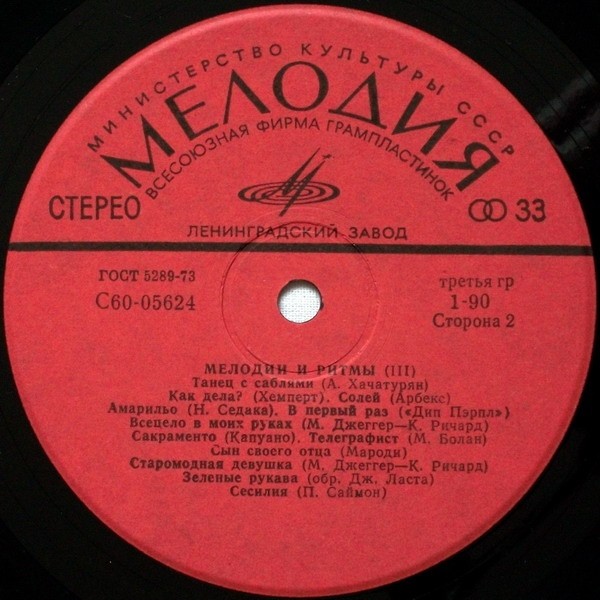 МИНИСТЕРСТВО КУЛЬТУРЫ СССР
МЕЛОДИЯ
ВСЕСОЮЗНАЯ ФИРМА ГРАМПЛАСТИНОК
СТЕРЕО
33
ЛЕНИНГРАДСКИЙ ЗАВОД
ГОСТ 5289-73
С60-05624
третья гр
1-90
Сторона 2
МЕЛОДИИ И РИТМЫ (III)
Танец с саблями (А. Хачатурян)
Как дела? (Хемперт). Солей (Арбекс)
Амарильо (Н. Седака). В первый раз («Дип Пэрпл»)
Всецело в моих руках (М. Джеггер—К. Ричард)
Сакраменто (Капуано). Телеграфист (М. Болан)
Сын своего отца (Мароди)
Старомодная девушка (М. Джеггер—К. Ричард)
Зеленые рукава (обр. Дж. Ласта)
Сесилия (П. Саймон)